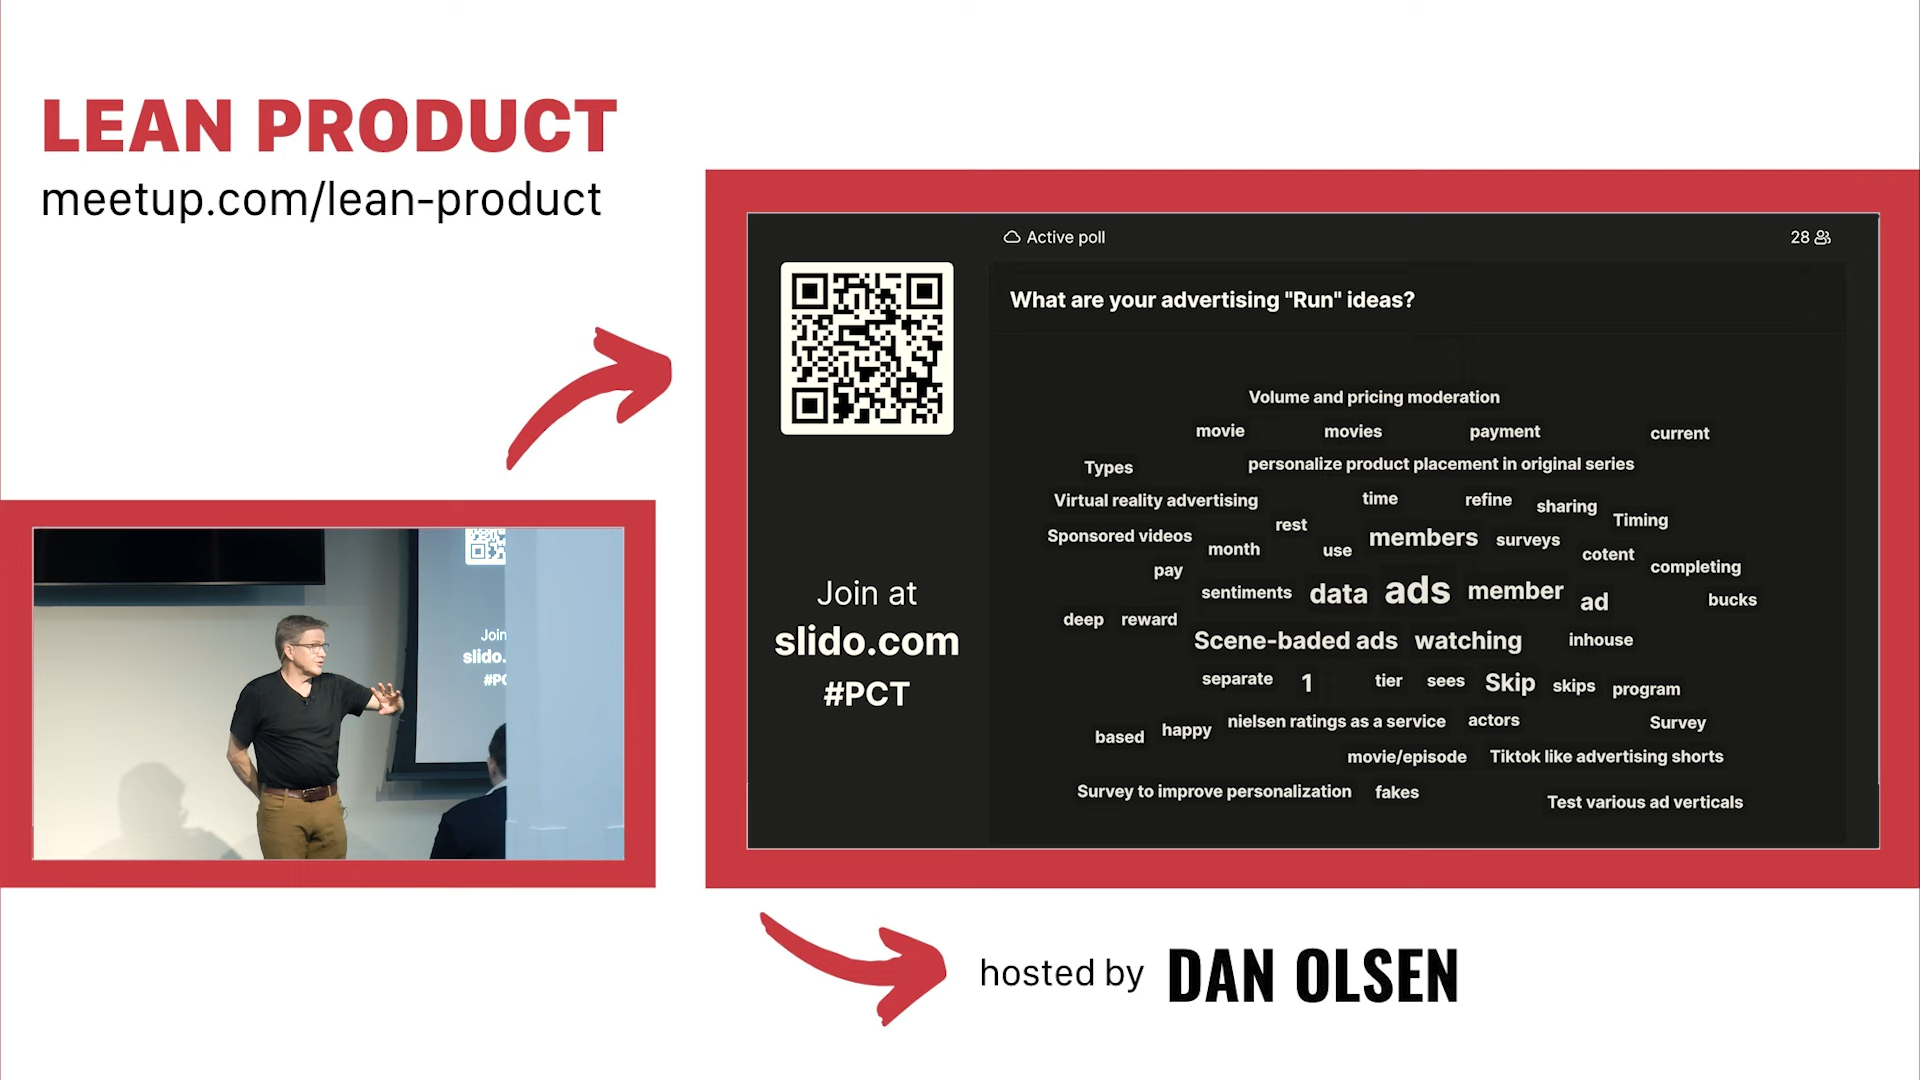 LEAN PRODUCT
meetup.com/lean-product
Active poll
28
What are your advertising "Run" ideas?
Volume and pricing moderation
movie movies payment current
Types personalize product placement in original series
Virtual reality advertising time refine sharing
rest Timing
Sponsored videos month use members surveys cotent
pay completing
sentiments data ads member ad bucks
deep reward
Scene-baded ads watching inhouse
separate 1 tier sees Skip skips program
based happy nielsen ratings as a service actors Survey
movie/episode Tiktok like advertising shorts
Survey to improve personalization fakes Test various ad verticals
Join at
slido.com
#PCT
Join
slido.
#PC
hosted by DAN OLSEN